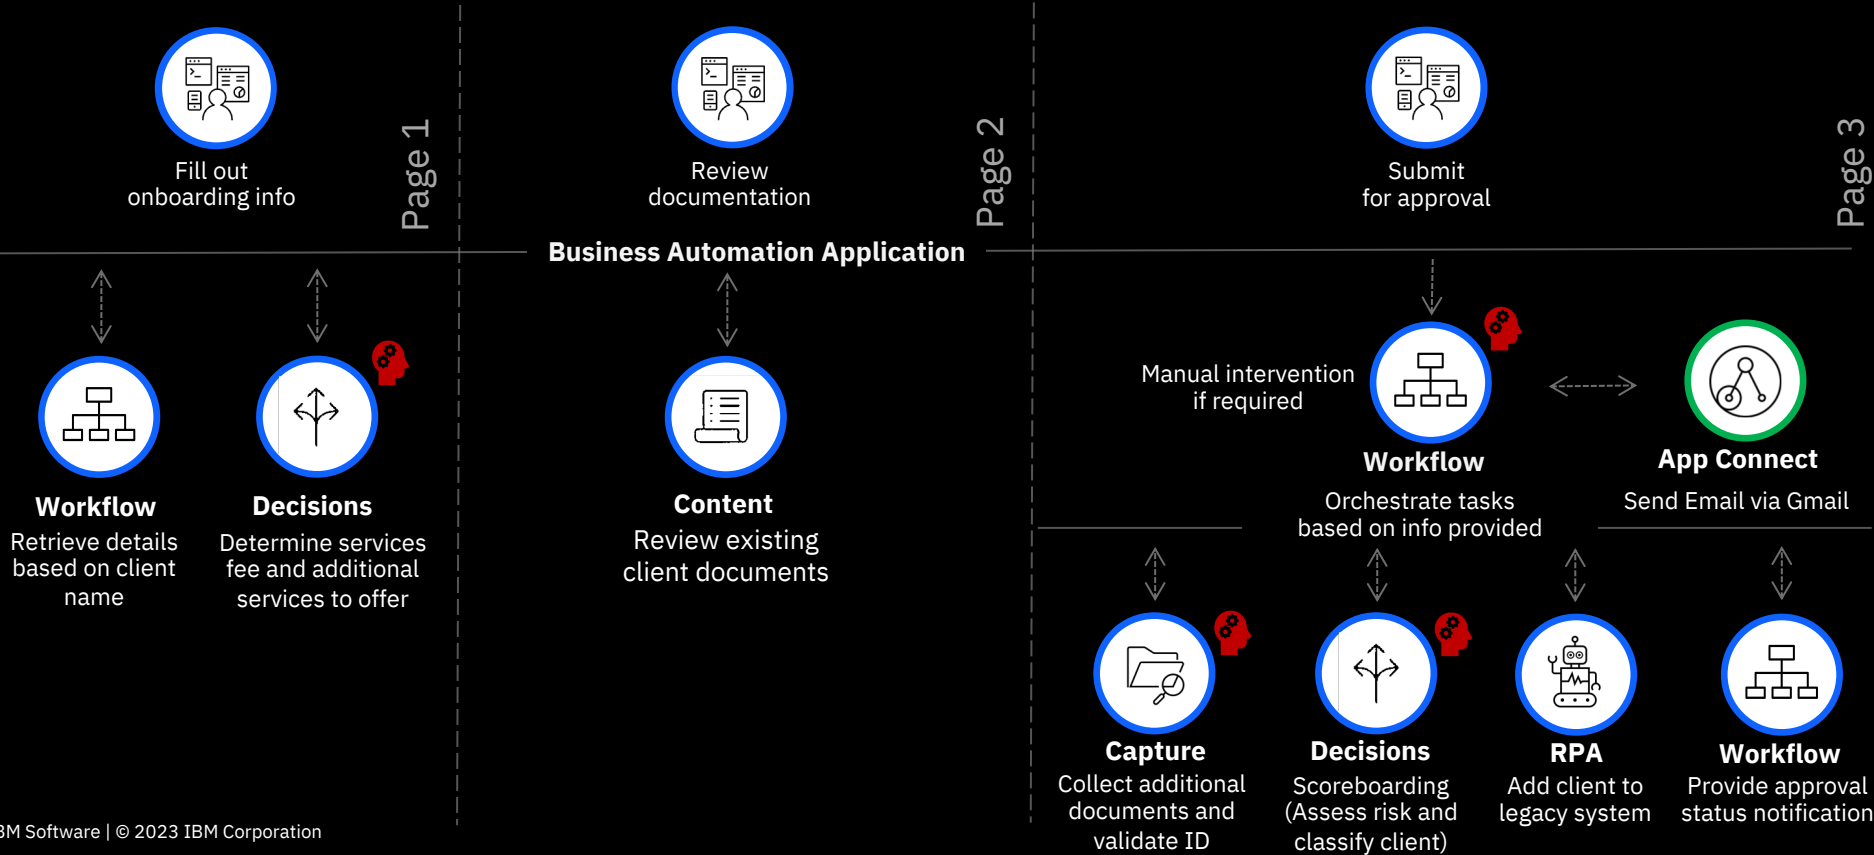 Fill out
onboarding info
Page 1
Review
documentation
Page 2
Submit
for approval
Page 3
Business Automation Application
Workflow
Retrieve details
based on client
name
Decisions
Determine services
fee and additional
services to offer
Content
Review existing
client documents
Manual intervention
if required
Workflow
Orchestrate tasks
based on info provided
App Connect
Send Email via Gmail
Capture
Collect additional
documents and
validate ID
Decisions
Scoreboarding
(Assess risk and
classify client)
RPA
Add client to
legacy system
Workflow
Provide approval
status notification
BM Software | © 2023 IBM Corporation